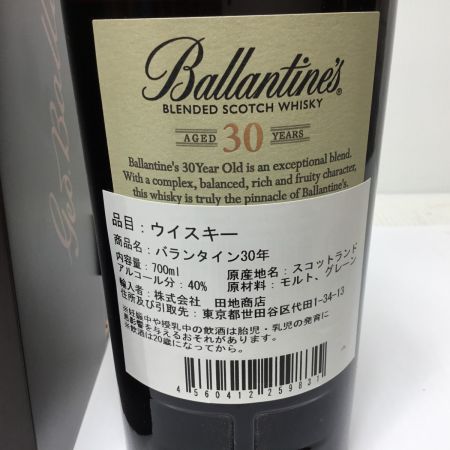 Ballantine's
BLENDED SCOTCH WHISKY
AGED 30 YEARS
Ballantine's 30 Year Old is an exceptional blend.
With a complex, balanced, rich and fruity character,
this whisky is truly the pinnacle of Ballantine's.
品目：ウイスキー
商品名：バランタイン30年
内容量：700ml 原産地名：スコットランド
アルコール分：40% 原材料：モルト、グレーン
輸入者：株式会社 田地商店
住所及び引取先：東京都世田谷区代田1-34-13
※妊娠中や授乳中の飲酒は胎児・乳児の発育に
悪影響を与えるおそれがあります。
※飲酒は20歳になってから。
4 560412 259831